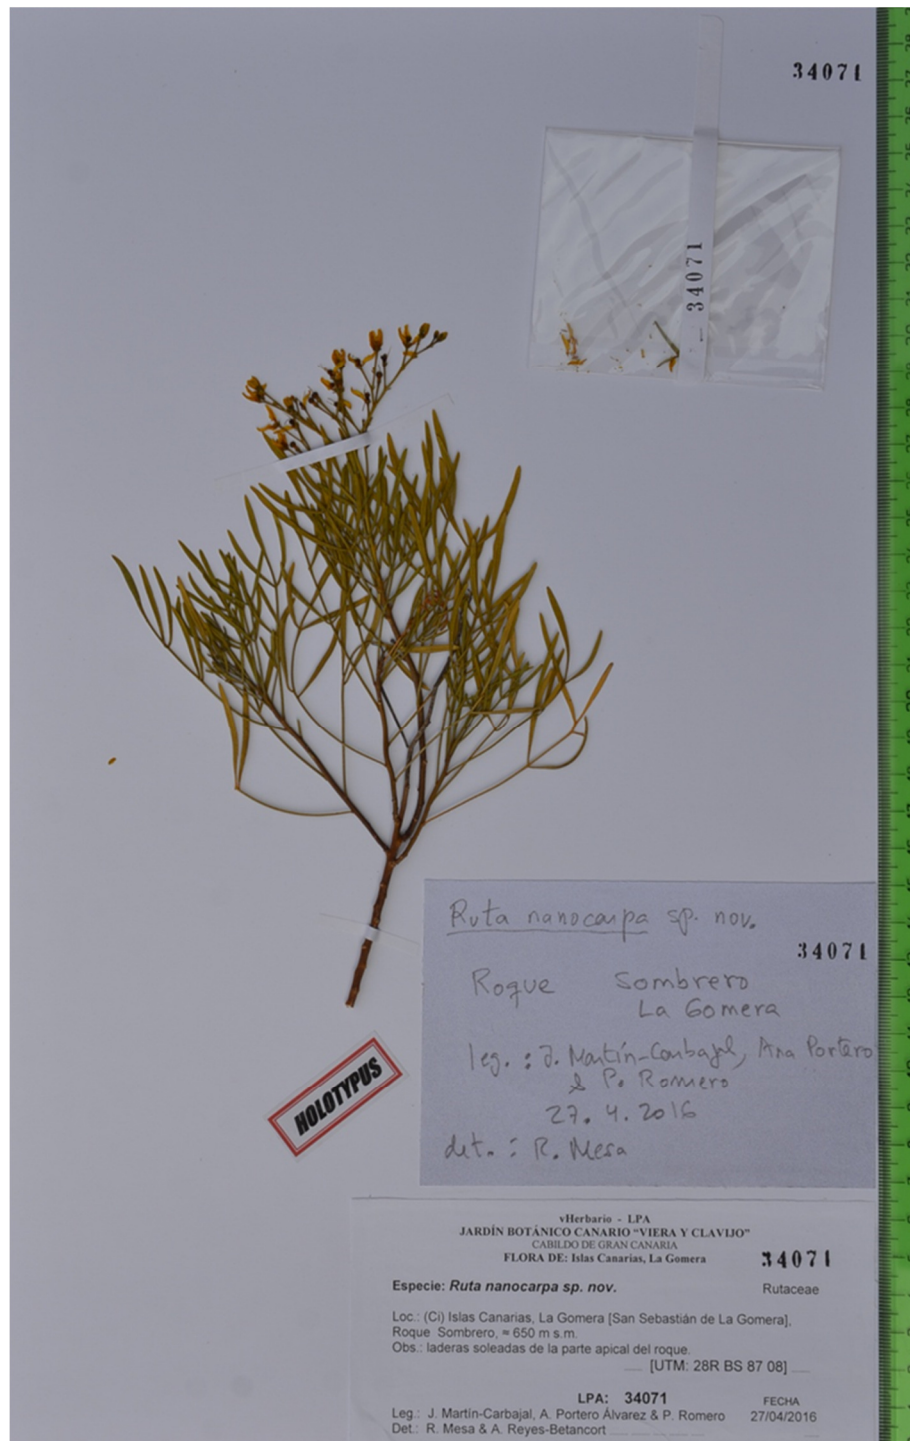 34071
34071
Ruta nanocarpa sp. nov.
34071
Roque Sombrero
La Gomera
leg. : J. Martín-Carbajal, Ana Portero
& P. Romero
27. 4. 2016
det. : R. Mesa
HOLOTYPUS
vHerbario - LPA
JARDÍN BOTÁNICO CANARIO "VIERA Y CLAVIJO"
CABILDO DE GRAN CANARIA
FLORA DE: Islas Canarias, La Gomera
34071
Especie: Ruta nanocarpa sp. nov. Rutaceae
Loc.: (Ci) Islas Canarias, La Gomera [San Sebastián de La Gomera],
Roque Sombrero, ≈ 650 m s.m.
Obs.: laderas soleadas de la parte apical del roque.
[UTM: 28R BS 87 08]
LPA: 34071 FECHA
Leg.: J. Martín-Carbajal, A. Portero Álvarez & P. Romero 27/04/2016
Det.: R. Mesa & A. Reyes-Betancort